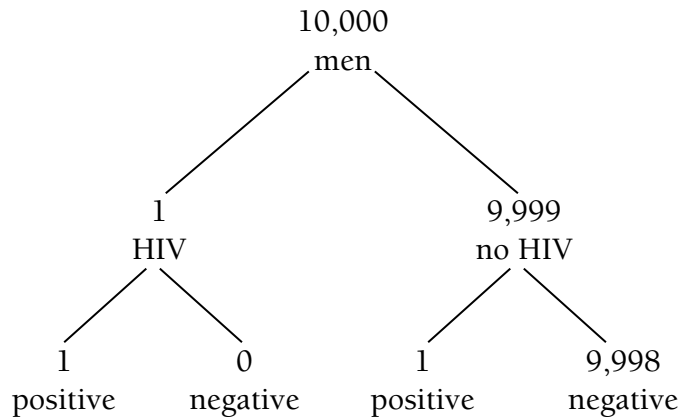 10,000
men
1 9,999
HIV no HIV
1 0 1 9,998
positive negative positive negative